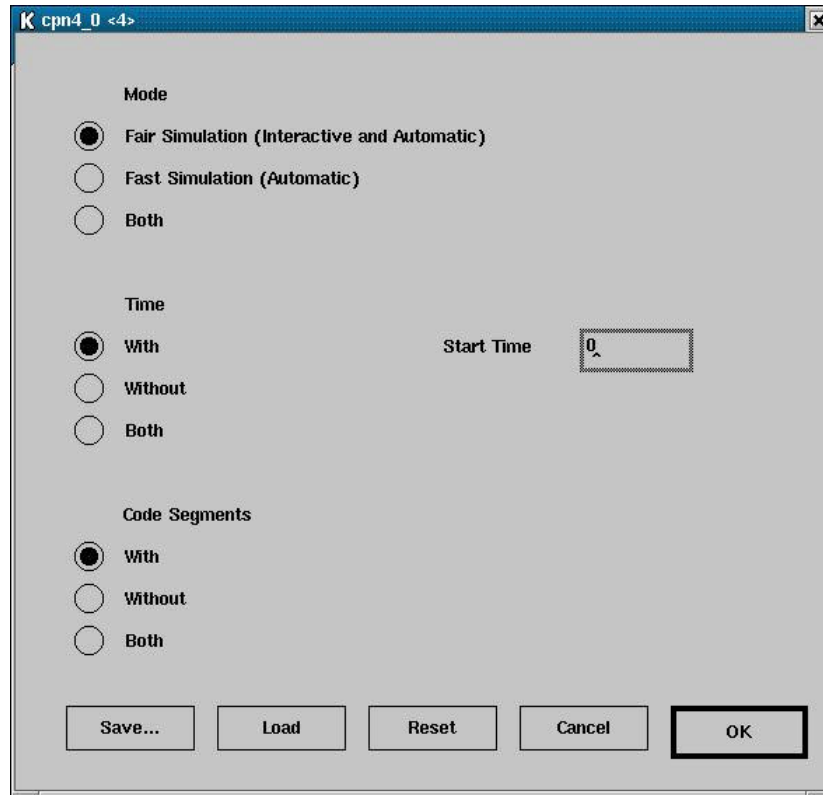 K cpn4_0 <4>
Mode
Fair Simulation (Interactive and Automatic)
Fast Simulation (Automatic)
Both
Time
With Start Time 0
Without
Both
Code Segments
With
Without
Both
Save... Load Reset Cancel OK